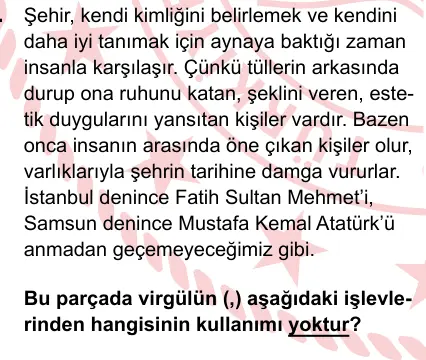 Şehir, kendi kimliğini belirlemek ve kendini
daha iyi tanımak için aynaya baktığı zaman
insanla karşılaşır. Çünkü tüllerin arkasında
durup ona ruhunu katan, şeklini veren, este-
tik duygularını yansıtan kişiler vardır. Bazen
onca insanın arasında öne çıkan kişiler olur,
varlıklarıyla şehrin tarihine damga vururlar.
İstanbul denince Fatih Sultan Mehmet'i,
Samsun denince Mustafa Kemal Atatürk'ü
anmadan geçemeyeceğimiz gibi.
Bu parçada virgülün (,) aşağıdaki işlevle-
rinden hangisinin kullanımı yoktur?